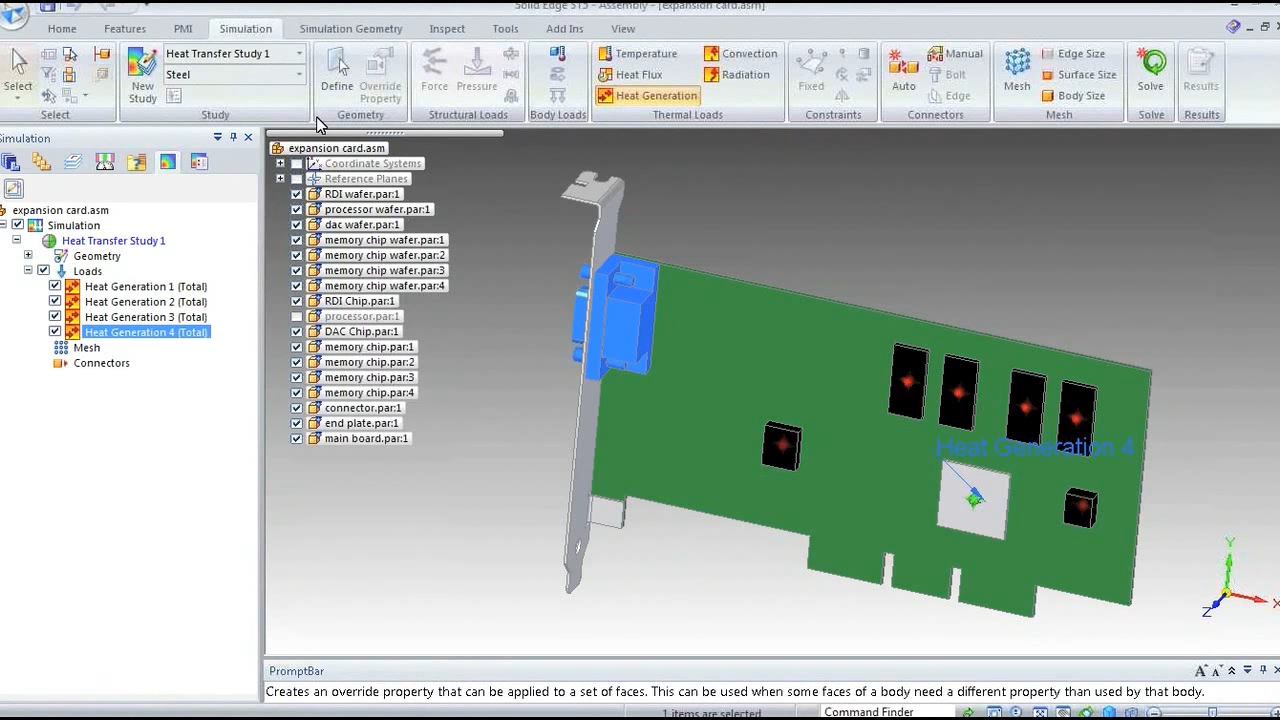 Solid Edge ST5 - Assembly - [expansion card.asm]
Home Features PMI Simulation Simulation Geometry Inspect Tools Add Ins View
Heat Transfer Study 1
Steel
Select
New Study
Define
Override Property
Force
Pressure
Temperature
Convection
Heat Flux
Radiation
Heat Generation
Fixed
Auto
Manual
Bolt
Edge
Mesh
Edge Size
Surface Size
Body Size
Solve
Results
Select Study Geometry Structural Loads Body Loads Thermal Loads Constraints Connectors Mesh Solve Results
Simulation
expansion card.asm
Simulation
Heat Transfer Study 1
Geometry
Loads
Heat Generation 1 (Total)
Heat Generation 2 (Total)
Heat Generation 3 (Total)
Heat Generation 4 (Total)
Mesh
Connectors
expansion card.asm
Coordinate Systems
Reference Planes
RDI wafer.par:1
processor wafer.par:1
dac wafer.par:1
memory chip wafer.par:1
memory chip wafer.par:2
memory chip wafer.par:3
memory chip wafer.par:4
RDI Chip.par:1
processor.par:1
DAC Chip.par:1
memory chip.par:1
memory chip.par:2
memory chip.par:3
memory chip.par:4
connector.par:1
end plate.par:1
main board.par:1
Heat Generation 4
Y
X
Z
PromptBar
Creates an override property that can be applied to a set of faces. This can be used when some faces of a body need a different property than used by that body.
1 items are selected
Command Finder